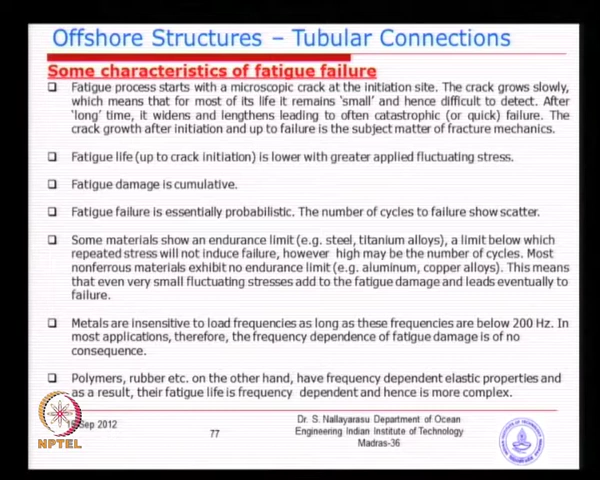 Offshore Structures – Tubular Connections
Some characteristics of fatigue failure
Fatigue process starts with a microscopic crack at the initiation site. The crack grows slowly,
which means that for most of its life it remains ‘small’ and hence difficult to detect. After
‘long’ time, it widens and lengthens leading to often catastrophic (or quick) failure. The
crack growth after initiation and up to failure is the subject matter of fracture mechanics.
Fatigue life (up to crack initiation) is lower with greater applied fluctuating stress.
Fatigue damage is cumulative.
Fatigue failure is essentially probabilistic. The number of cycles to failure show scatter.
Some materials show an endurance limit (e.g. steel, titanium alloys), a limit below which
repeated stress will not induce failure, however high may be the number of cycles. Most
nonferrous materials exhibit no endurance limit (e.g. aluminum, copper alloys). This means
that even very small fluctuating stresses add to the fatigue damage and leads eventually to
failure.
Metals are insensitive to load frequencies as long as these frequencies are below 200 Hz. In
most applications, therefore, the frequency dependence of fatigue damage is of no
consequence.
Polymers, rubber etc. on the other hand, have frequency dependent elastic properties and
as a result, their fatigue life is frequency dependent and hence is more complex.
Sep 2012
77
Dr. S. Nallayarasu Department of Ocean
Engineering Indian Institute of Technology
Madras-36
NPTEL